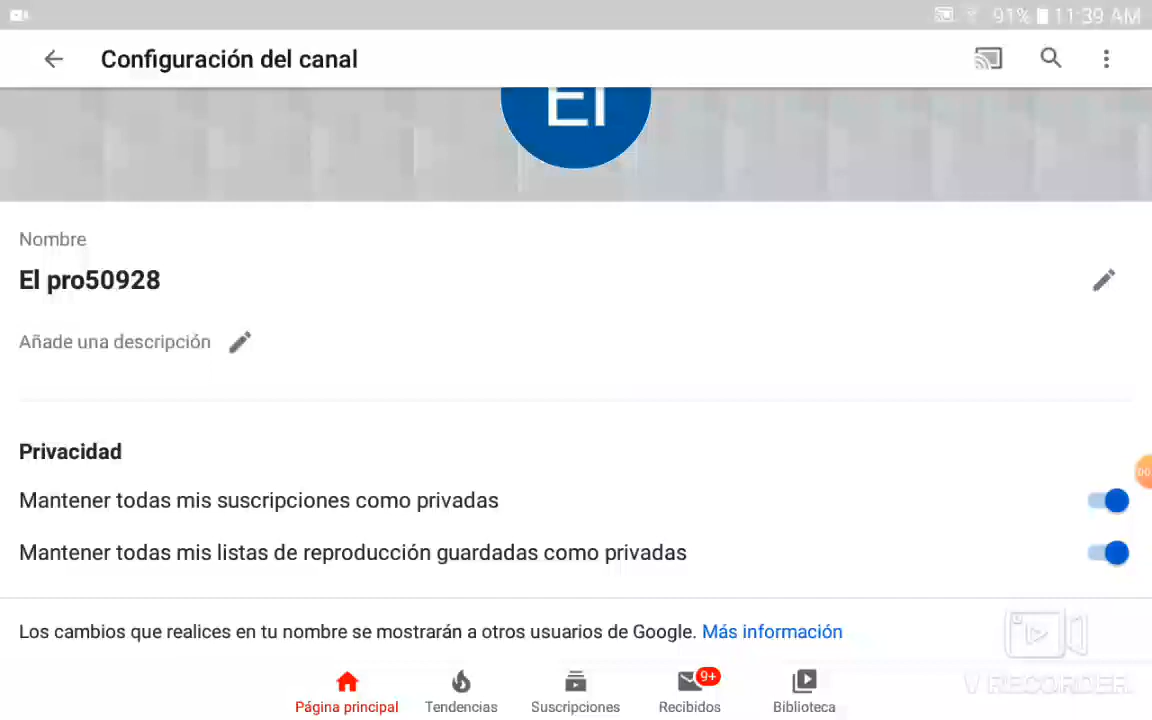 91% 11:39 AM
Configuración del canal
El
Nombre
El pro50928
Añade una descripción
Privacidad
Mantener todas mis suscripciones como privadas
00
Mantener todas mis listas de reproducción guardadas como privadas
Los cambios que realices en tu nombre se mostrarán a otros usuarios de Google. Más información
9+
Página principal Tendencias Suscripciones Recibidos Biblioteca
V RECORDER